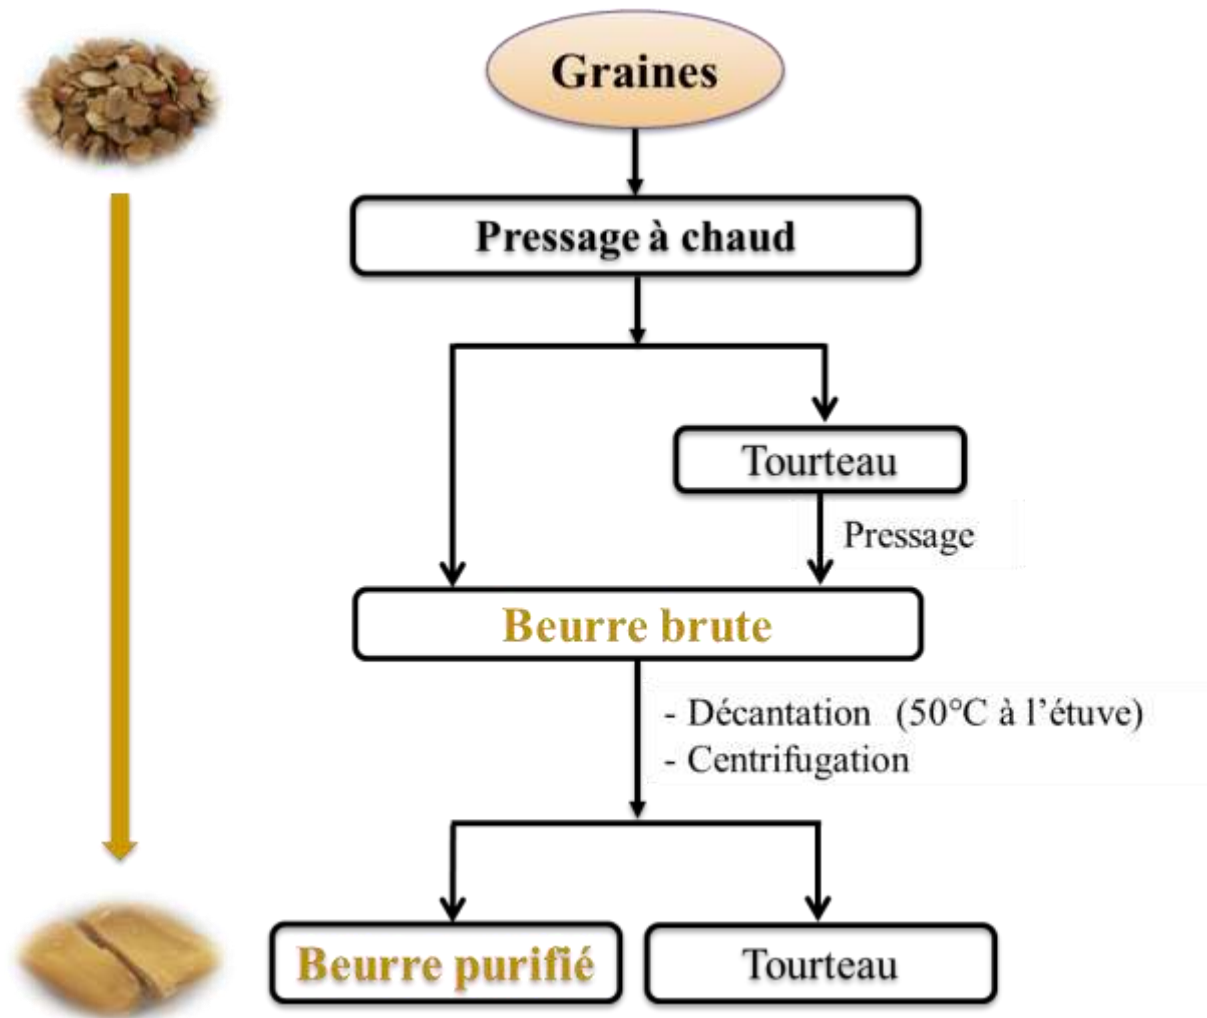 Graines
Pressage à chaud
Tourteau
Pressage
Beurre brute
- Décantation (50°C à l’étuve)
- Centrifugation
Beurre purifié
Tourteau